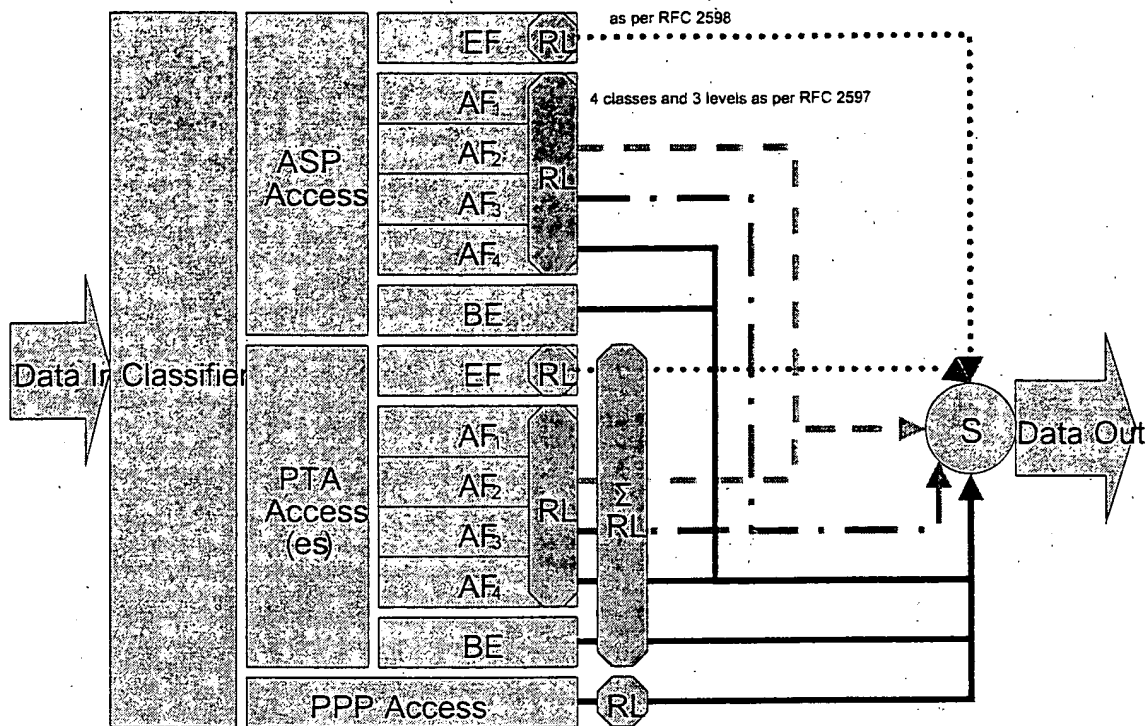 as per RFC 2598
EF RL
4 classes and 3 levels as per RFC 2597
ASP
Access
AF1
AF2
AF3
AF4
RL
BE
Data In Classifier
EF RL
PTA
Access
(es)
AF1
AF2
AF3
AF4
RL
Σ
RL
BE
S
Data Out
PPP Access RL